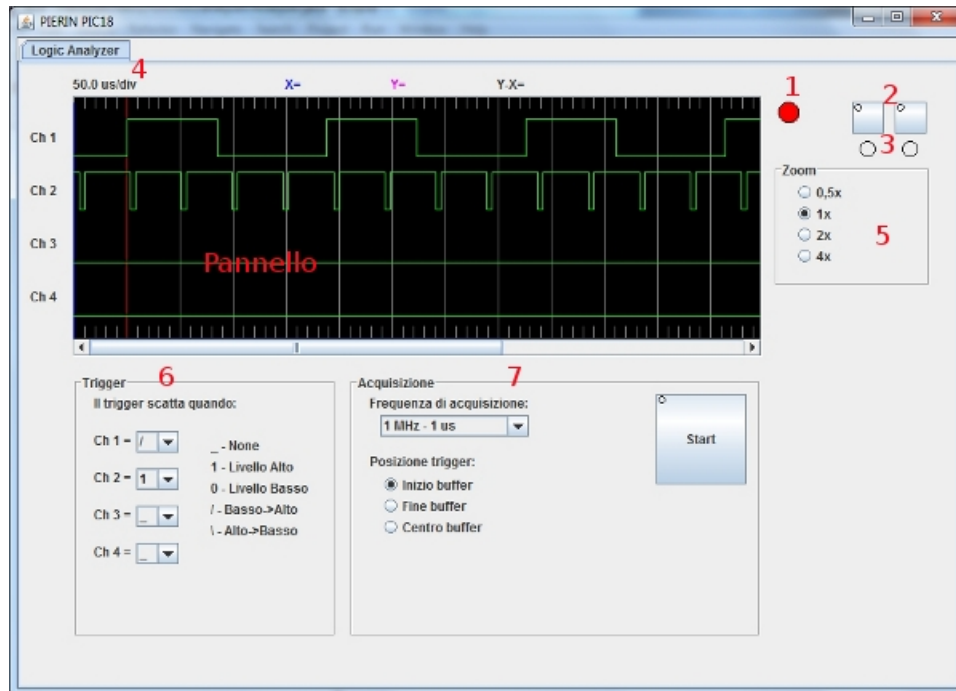 PIERIN PIC18
Logic Analyzer
4
50.0 us/div X= Y= Y-X=
1
2
3
Ch 1
Ch 2
Ch 3
Ch 4
Pannello
Zoom
0,5x
1x
2x
4x
5
Trigger 6
Il trigger scatta quando:
Ch 1 = /
Ch 2 = 1
Ch 3 = _
Ch 4 = _
_ - None
1 - Livello Alto
0 - Livello Basso
/ - Basso->Alto
\ - Alto->Basso
Acquisizione 7
Frequenza di acquisizione:
1 MHz - 1 us
Posizione trigger:
Inizio buffer
Fine buffer
Centro buffer
Start